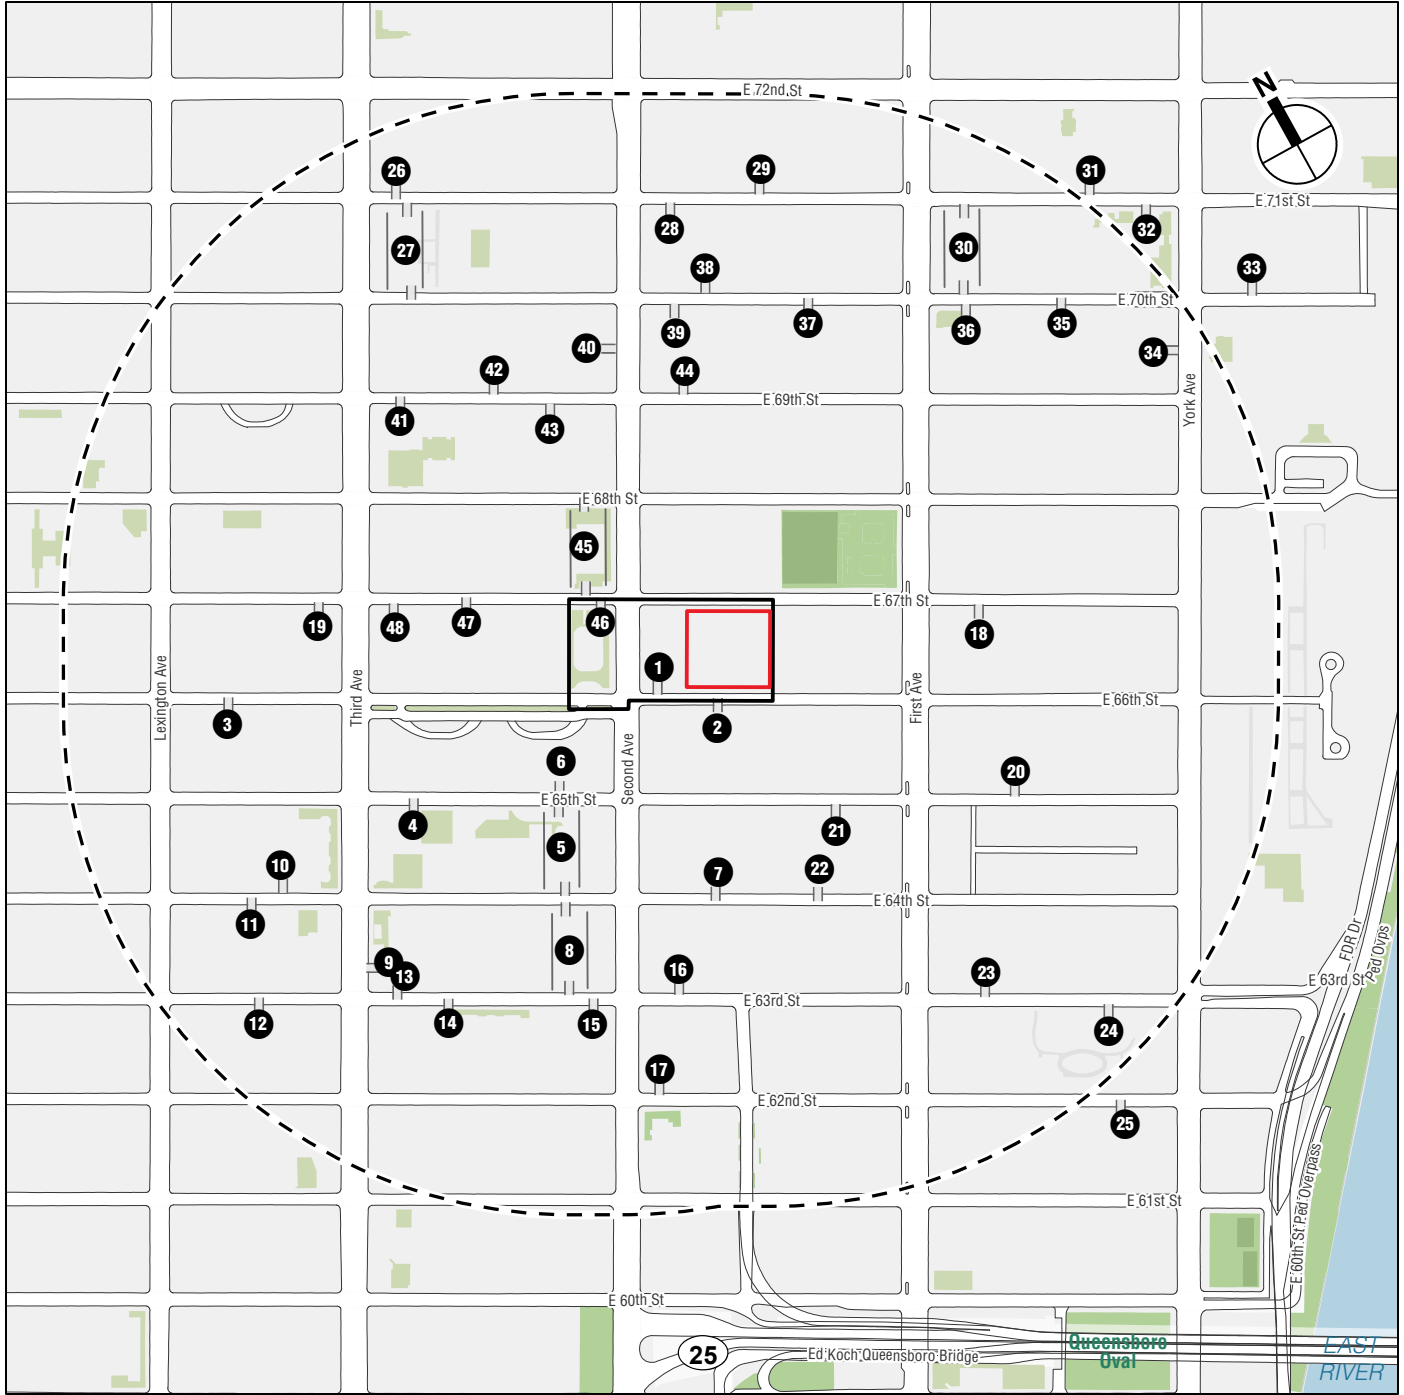 E 72nd St
N
26
29
31
E 71st St
28
32
27
30
38
33
E 70th St
39
37
36
35
40
34
42
44
York Ave
E 69th St
41
43
E 68th St
45
E 67th St
19
48
47
46
18
1
Lexington Ave
Third Ave
First Ave
E 66th St
3
2
Second Ave
6
20
E 65th St
4
21
5
10
7
22
E 64th St
11
8
FDR Dr
Ped Ovps
9
13
16
23
E 63rd St
E 63rd St
12
14
15
24
17
E 62nd St
25
E 61st St
E 60th St Ped Overpass
E 60th St
25
Ed Koch Queensboro Bridge
Queensboro
Oval
EAST
RIVER